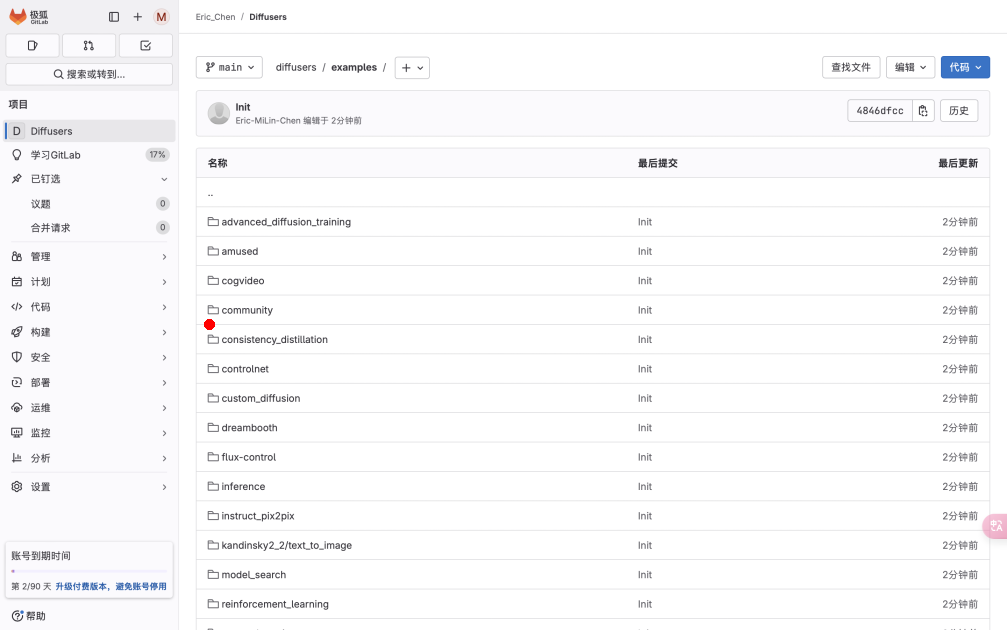 极狐
GitLab
M
Eric_Chen / Diffusers
搜索或转到...
main
diffusers / examples /
查找文件
编辑
代码
项目
D Diffusers
学习GitLab 17%
已钉选
议题 0
合并请求 0
管理
计划
代码
构建
安全
部署
运维
监控
分析
设置
账号到期时间
第 2/90 天 升级付费版本，避免账号停用
帮助
Init
Eric-MiLin-Chen 编辑于 2分钟前
4846dfcc
历史
名称 最后提交 最后更新
..
advanced_diffusion_training Init 2分钟前
amused Init 2分钟前
cogvideo Init 2分钟前
community Init 2分钟前
consistency_distillation Init 2分钟前
controlnet Init 2分钟前
custom_diffusion Init 2分钟前
dreambooth Init 2分钟前
flux-control Init 2分钟前
inference Init 2分钟前
instruct_pix2pix Init 2分钟前
kandinsky2_2/text_to_image Init 2分钟前
model_search Init 2分钟前
reinforcement_learning Init 2分钟前